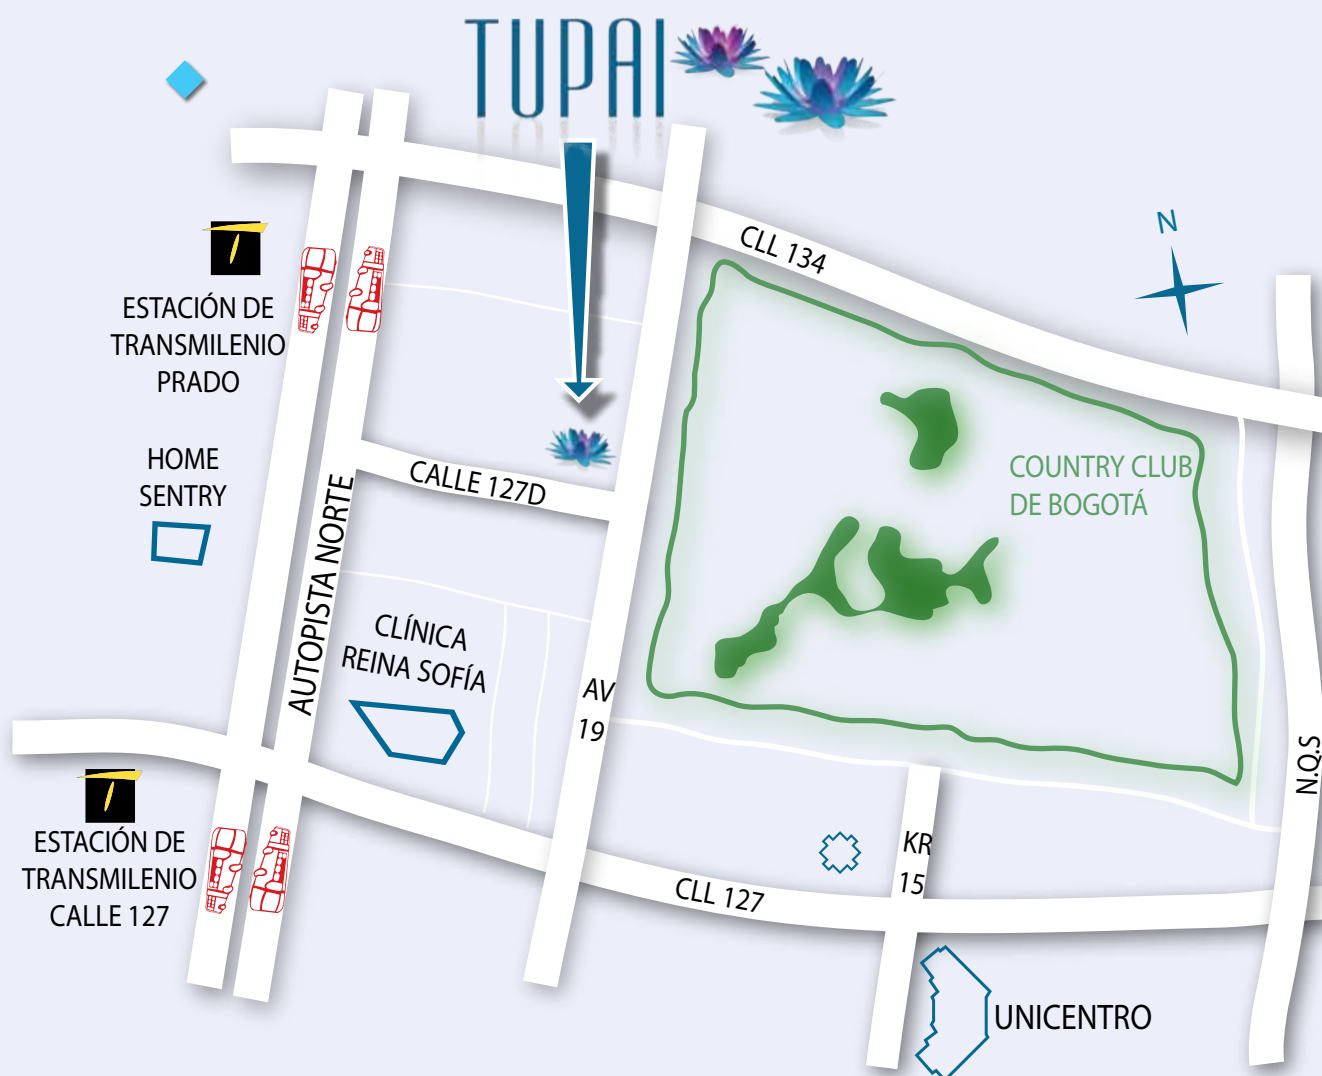 TUPAI
CLL 134
N
ESTACIÓN DE
TRANSMILENIO
PRADO
HOME
SENTRY
CALLE 127D
COUNTRY CLUB
DE BOGOTÁ
AUTOPISTA NORTE
CLÍNICA
REINA SOFÍA
AV
19
N.Q.S
ESTACIÓN DE
TRANSMILENIO
CALLE 127
KR
15
CLL 127
UNICENTRO